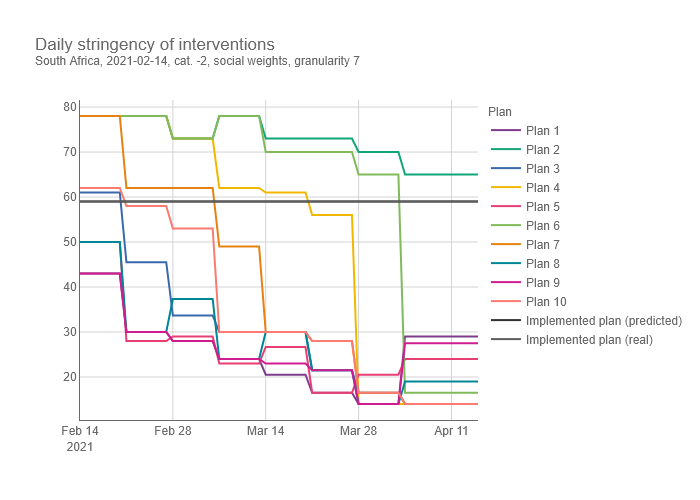 Daily stringency of interventions
South Africa, 2021-02-14, cat. -2, social weights, granularity 7
80
70
60
50
40
30
20
Feb 14
2021
Feb 28
Mar 14
Mar 28
Apr 11
Plan
Plan 1
Plan 2
Plan 3
Plan 4
Plan 5
Plan 6
Plan 7
Plan 8
Plan 9
Plan 10
Implemented plan (predicted)
Implemented plan (real)